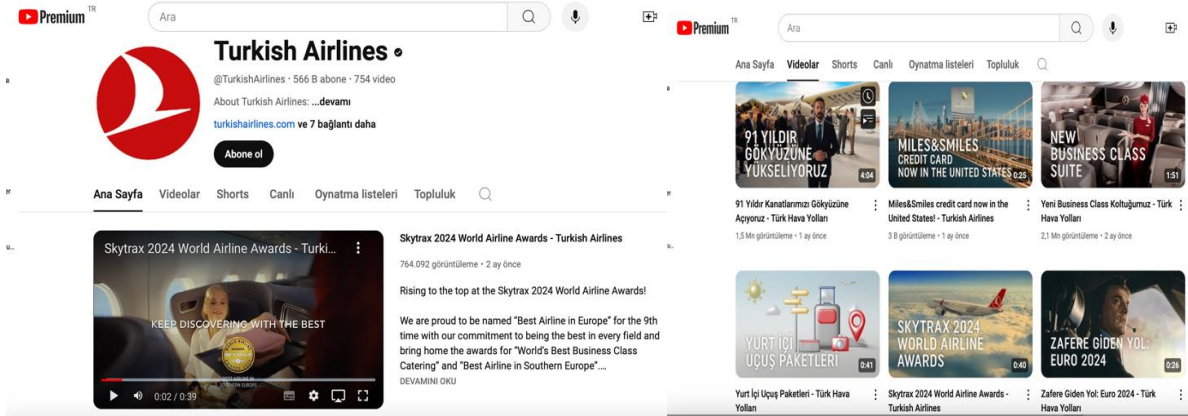 Premium TR
Ara
Turkish Airlines
@TurkishAirlines · 566 B abone · 754 video
About Turkish Airlines: ...devamı
turkishairlines.com ve 7 bağlantı daha
Abone ol
Ana Sayfa Videolar Shorts Canlı Oynatma listeleri Topluluk
Skytrax 2024 World Airline Awards - Turki...
KEEP DISCOVERING WITH THE BEST
BEST AIRLINE IN
SOUTHERN EUROPE
0:02 / 0:39
Skytrax 2024 World Airline Awards - Turkish Airlines
764.092 görüntüleme · 2 ay önce
Rising to the top at the Skytrax 2024 World Airline Awards!
We are proud to be named "Best Airline in Europe" for the 9th
time with our commitment to being the best in every field and
bring home the awards for "World's Best Business Class
Catering" and "Best Airline in Southern Europe"....
DEVAMINI OKU
Premium TR
Ara
Ana Sayfa Videolar Shorts Canlı Oynatma listeleri Topluluk
91 YILDIR
GÖKYÜZÜNE
YÜKSELİYORUZ
4:04
91 Yıldır Kanatlarımızı Gökyüzüne
Açıyoruz - Türk Hava Yolları
1,5 Mn görüntüleme · 1 ay önce
MILES&SMILES
CREDIT CARD
NOW IN THE UNITED STATES
0:25
Miles&Smiles credit card now in the
United States! - Turkish Airlines
3 B görüntüleme · 1 ay önce
NEW
BUSINESS CLASS
SUITE
1:51
Yeni Business Class Koltuğumuz - Türk
Hava Yolları
2,1 Mn görüntüleme · 2 ay önce
YURT İÇİ
UÇUŞ PAKETLERİ
0:41
Yurt İçi Uçuş Paketleri - Türk Hava
Yolları
SKYTRAX 2024
WORLD AIRLINE
AWARDS
0:40
Skytrax 2024 World Airline Awards -
Turkish Airlines
ZAFERE GİDEN YOL:
EURO 2024
0:26
Zafere Giden Yol: Euro 2024 - Türk
Hava Yolları